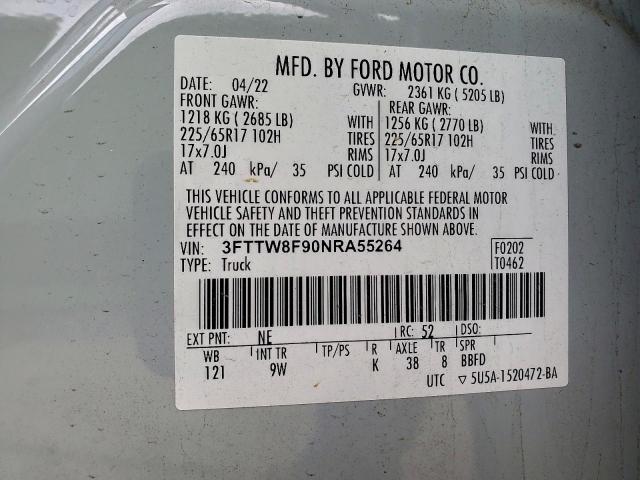 MFD. BY FORD MOTOR CO.
DATE: 04/22 GVWR: 2361 KG ( 5205 LB)
FRONT GAWR: REAR GAWR:
1218 KG ( 2685 LB) WITH 1256 KG ( 2770 LB) WITH
225/65R17 102H TIRES 225/65R17 102H TIRES
17x7.0J RIMS 17x7.0J RIMS
AT 240 kPa/ 35 PSI COLD AT 240 kPa/ 35 PSI COLD
THIS VEHICLE CONFORMS TO ALL APPLICABLE FEDERAL MOTOR
VEHICLE SAFETY AND THEFT PREVENTION STANDARDS IN
EFFECT ON THE DATE OF MANUFACTURE SHOWN ABOVE.
VIN: 3FTTW8F90NRA55264 F0202
TYPE: Truck T0462
EXT PNT: NE RC: 52 DSO:
WB INT TR TP/PS R AXLE TR SPR
121 9W K 38 8 BBFD
UTC ▽ 5U5A-1520472-BA